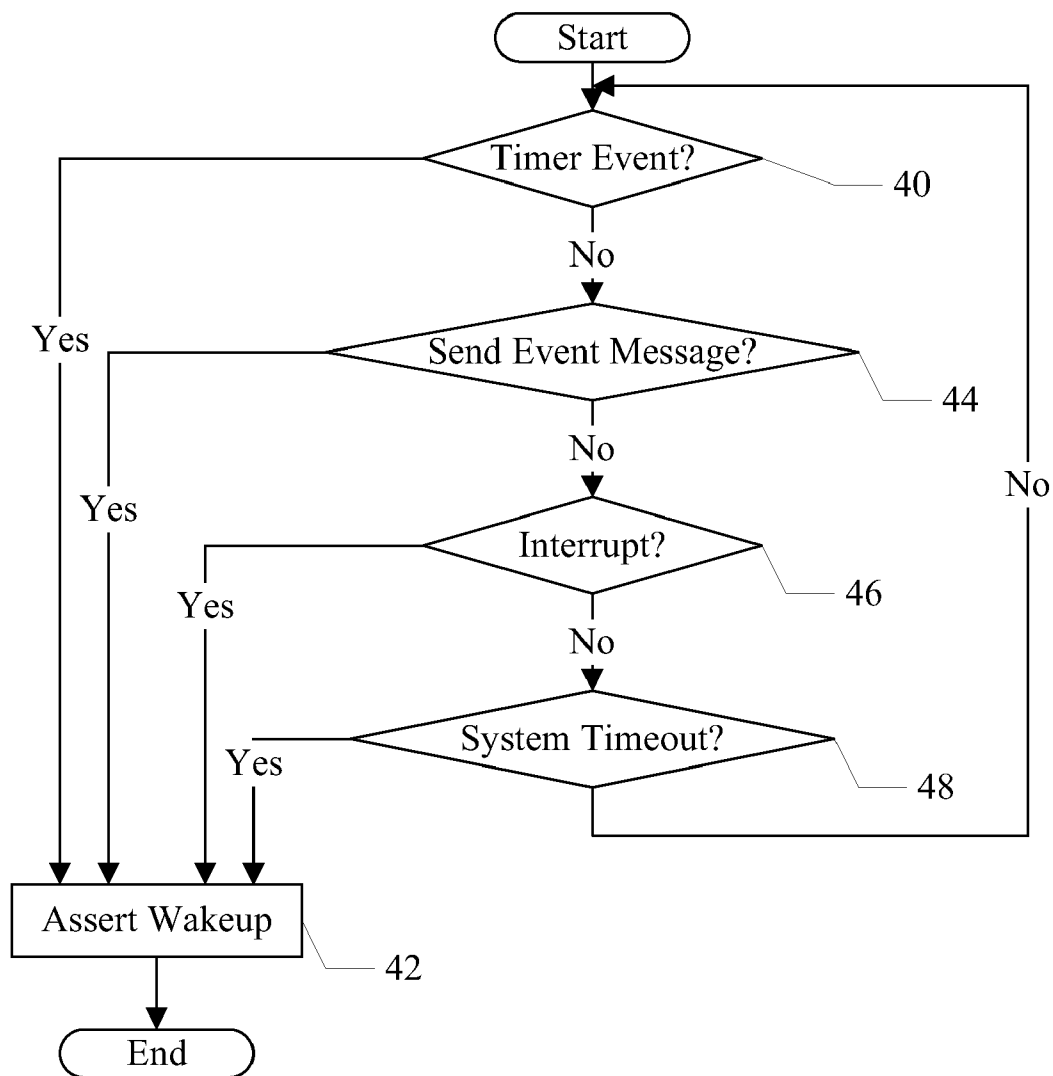 Start
Timer Event?
40
No
Yes
Send Event Message?
44
No
No
Yes
Interrupt?
46
Yes
No
System Timeout?
Yes
48
Assert Wakeup
42
End